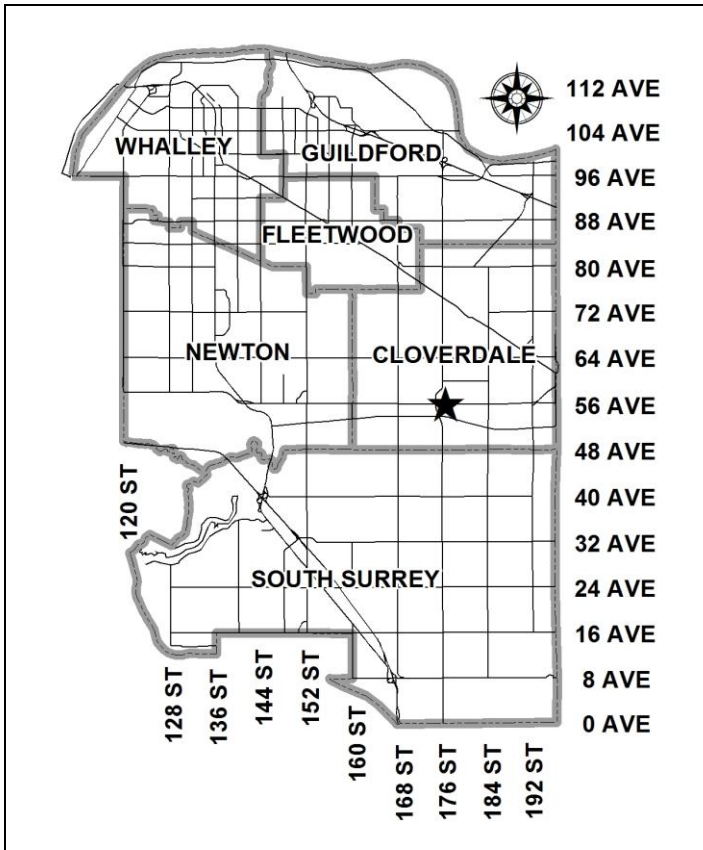 112 AVE
104 AVE
WHALLEY
GUILDFORD
96 AVE
88 AVE
FLEETWOOD
80 AVE
72 AVE
NEWTON
CLOVERDALE
64 AVE
56 AVE
48 AVE
120 ST
40 AVE
32 AVE
SOUTH SURREY
24 AVE
16 AVE
8 AVE
0 AVE
128 ST
136 ST
144 ST
152 ST
160 ST
168 ST
176 ST
184 ST
192 ST